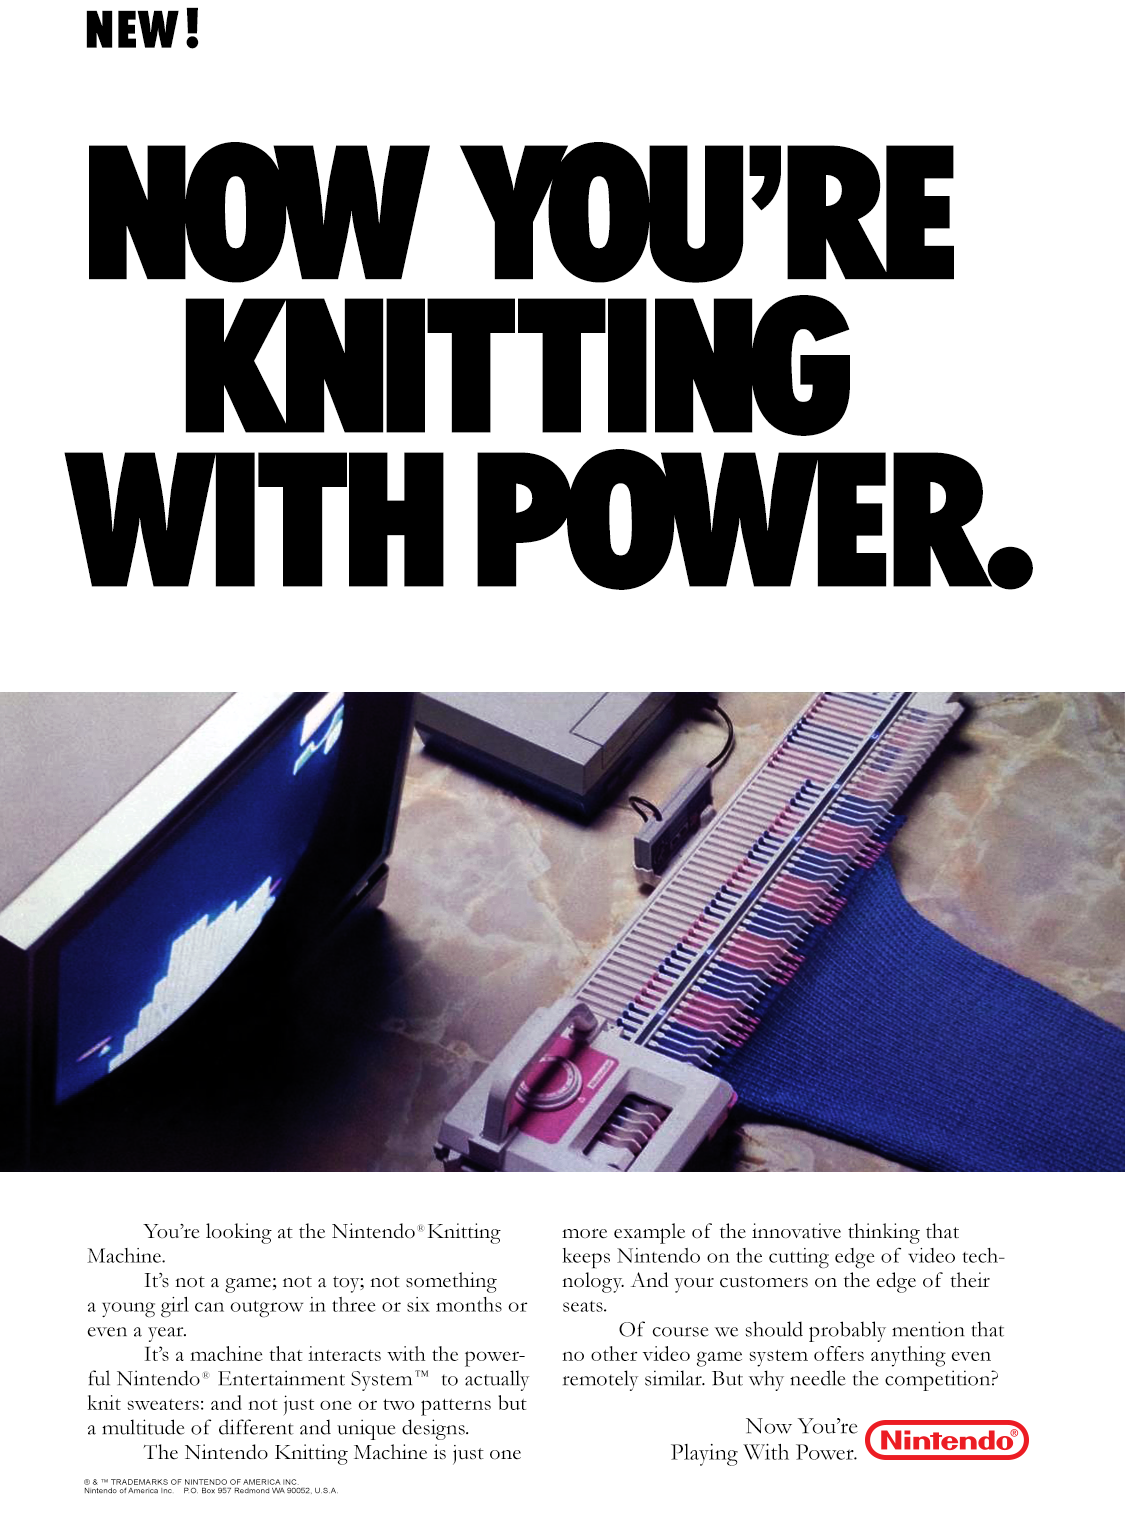 NEW!
NOW YOU'RE
KNITTING
WITH POWER.
You're looking at the Nintendo® Knitting
Machine.
It's not a game; not a toy; not something
a young girl can outgrow in three or six months or
even a year.
It's a machine that interacts with the power-
ful Nintendo® Entertainment System™ to actually
knit sweaters: and not just one or two patterns but
a multitude of different and unique designs.
The Nintendo Knitting Machine is just one
more example of the innovative thinking that
keeps Nintendo on the cutting edge of video tech-
nology. And your customers on the edge of their
seats.
Of course we should probably mention that
no other video game system offers anything even
remotely similar. But why needle the competition?
Now You're
Playing With Power.
Nintendo®
® & ™ TRADEMARKS OF NINTENDO OF AMERICA INC.
Nintendo of America Inc. P.O. Box 957 Redmond WA 90052, U.S.A.